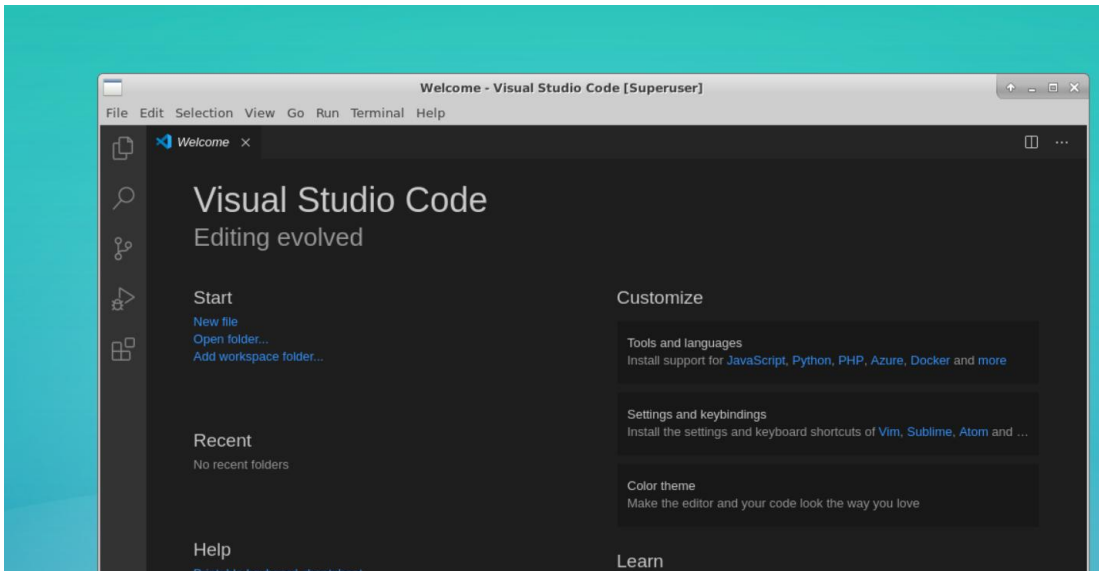 Welcome - Visual Studio Code [Superuser]
File Edit Selection View Go Run Terminal Help
Welcome
Visual Studio Code
Editing evolved
Start
New file
Open folder...
Add workspace folder...
Recent
No recent folders
Help
Customize
Tools and languages
Install support for JavaScript, Python, PHP, Azure, Docker and more
Settings and keybindings
Install the settings and keyboard shortcuts of Vim, Sublime, Atom and ...
Color theme
Make the editor and your code look the way you love
Learn